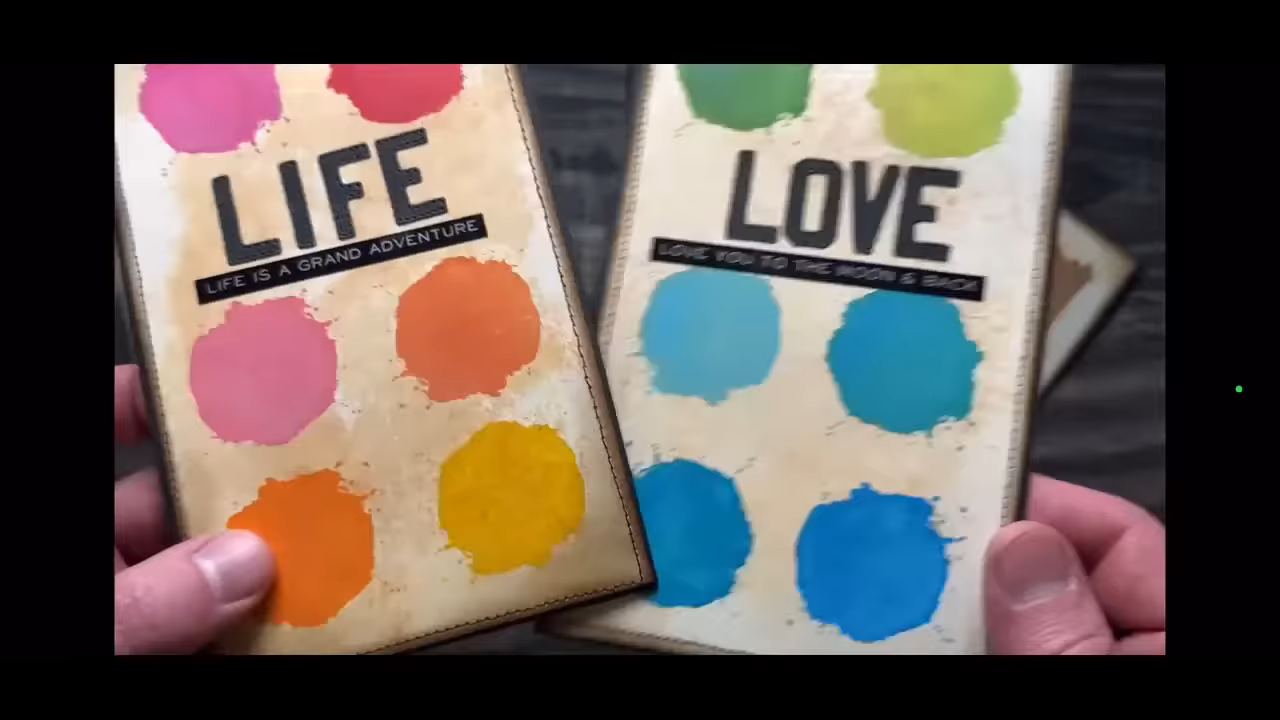 LIFE
LIFE IS A GRAND ADVENTURE
LOVE
LOVE YOU TO THE MOON & BACK